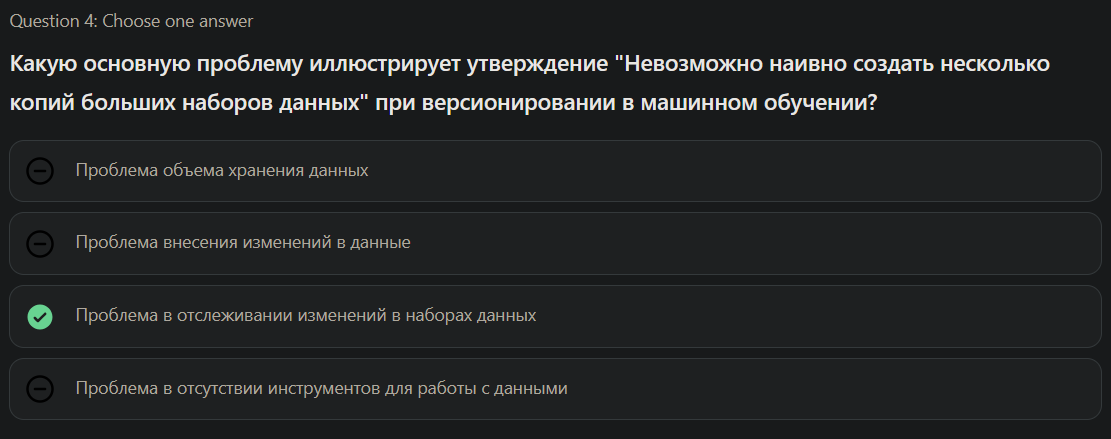 Question 4: Choose one answer
Какую основную проблему иллюстрирует утверждение "Невозможно наивно создать несколько
копий больших наборов данных" при версионировании в машинном обучении?
Проблема объема хранения данных
Проблема внесения изменений в данные
Проблема в отслеживании изменений в наборах данных
Проблема в отсутствии инструментов для работы с данными